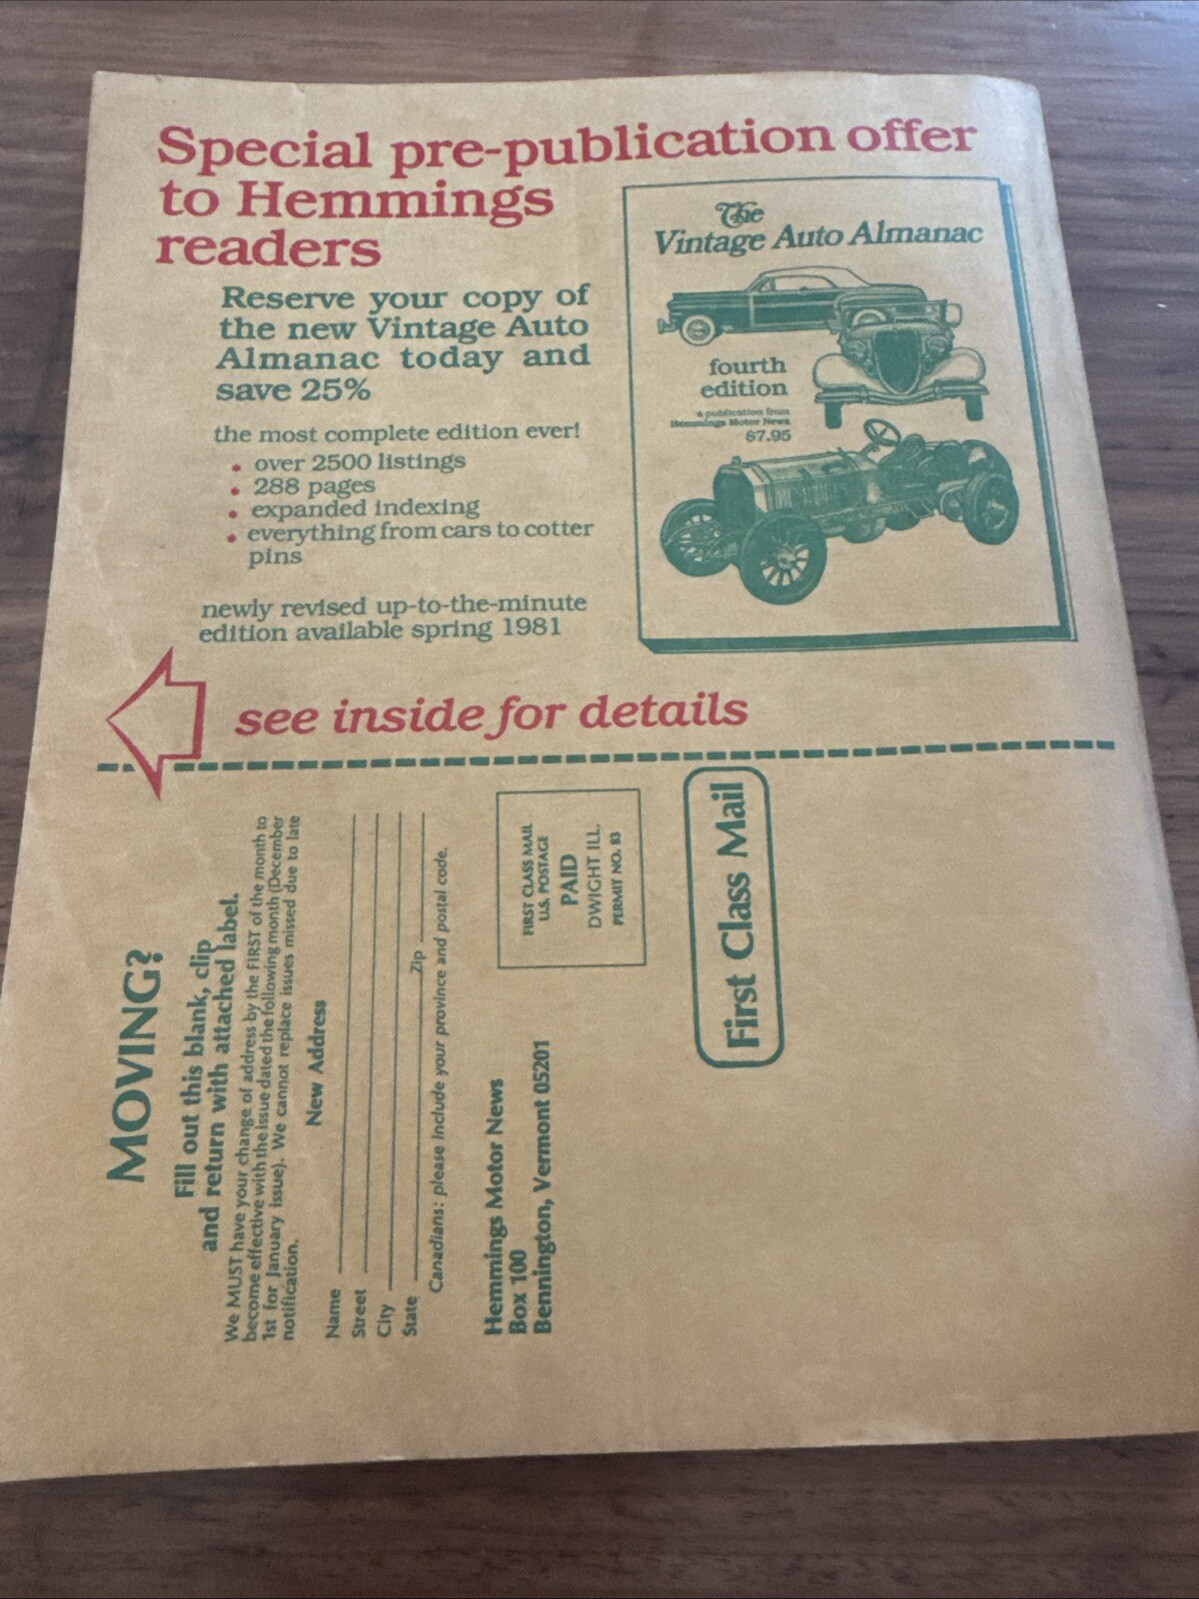 Special pre-publication offer
to Hemmings
readers
Reserve your copy of
the new Vintage Auto
Almanac today and
save 25%
the most complete edition ever!
• over 2500 listings
• 288 pages
• expanded indexing
• everything from cars to cotter
pins
newly revised up-to-the-minute
edition available spring 1981
The
Vintage Auto Almanac
fourth
edition
a publication from
Hemmings Motor News
$7.95
see inside for details
MOVING?
Fill out this blank, clip
and return with attached label.
We MUST have your change of address by the FIRST of the month to
become effective with the issue dated the following month (December
1st for January issue). We cannot replace issues missed due to late
notification.
New Address
Name
Street
City
State Zip
Canadians: please include your province and postal code.
Hemmings Motor News
Box 100
Bennington, Vermont 05201
FIRST CLASS MAIL
U.S. POSTAGE
PAID
DWIGHT ILL.
PERMIT NO. 83
First Class Mail